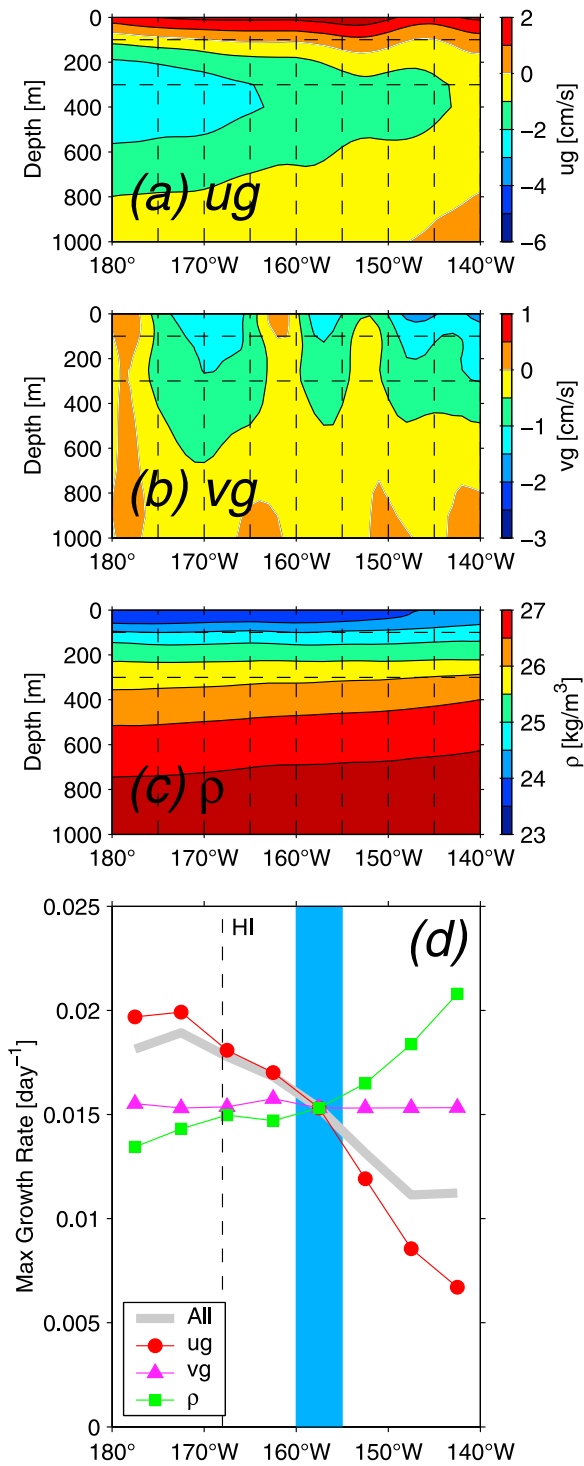 0
200
400
600
800
1000
Depth [m]
(a) ug
180°
170°W
160°W
150°W
140°W
2
0
−2
−4
−6
ug [cm/s]
0
200
400
600
800
1000
Depth [m]
(b) vg
180°
170°W
160°W
150°W
140°W
1
0
−1
−2
−3
vg [cm/s]
0
200
400
600
800
1000
Depth [m]
(c) ρ
180°
170°W
160°W
150°W
140°W
27
26
25
24
23
ρ [kg/m³]
0.025
0.02
0.015
0.01
0.005
0
Max Growth Rate [day⁻¹]
HI
(d)
All
ug
vg
ρ
180°
170°W
160°W
150°W
140°W